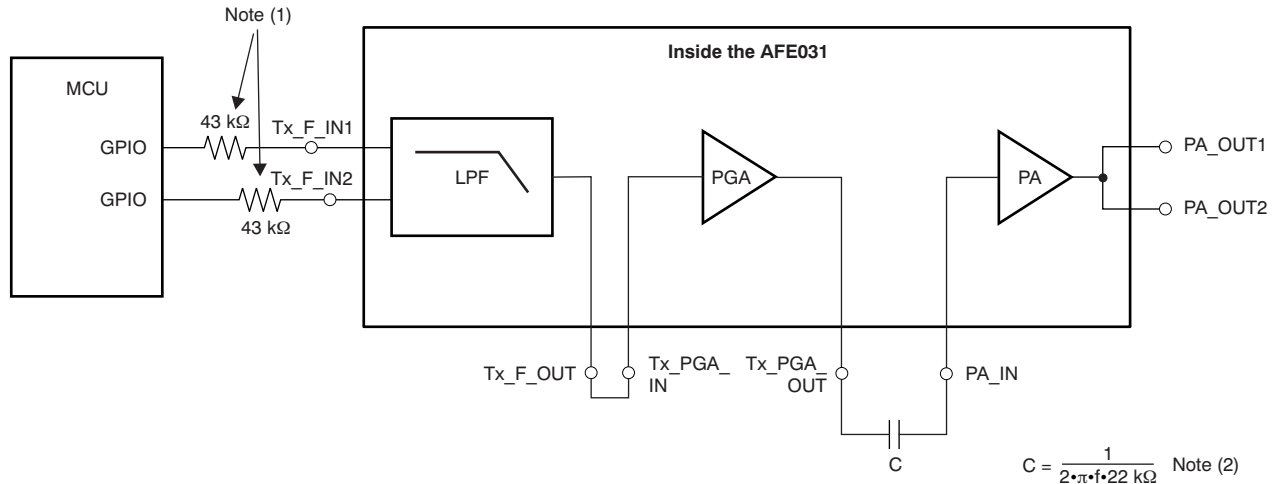 Note (1)
Inside the AFE031
MCU
43 kΩ
Tx_F_IN1
GPIO
LPF
PGA
PA
PA_OUT1
GPIO
Tx_F_IN2
43 kΩ
PA_OUT2
Tx_F_OUT
Tx_PGA_
IN
Tx_PGA_
OUT
PA_IN
C
C = 1 / 2•π•f•22 kΩ Note (2)